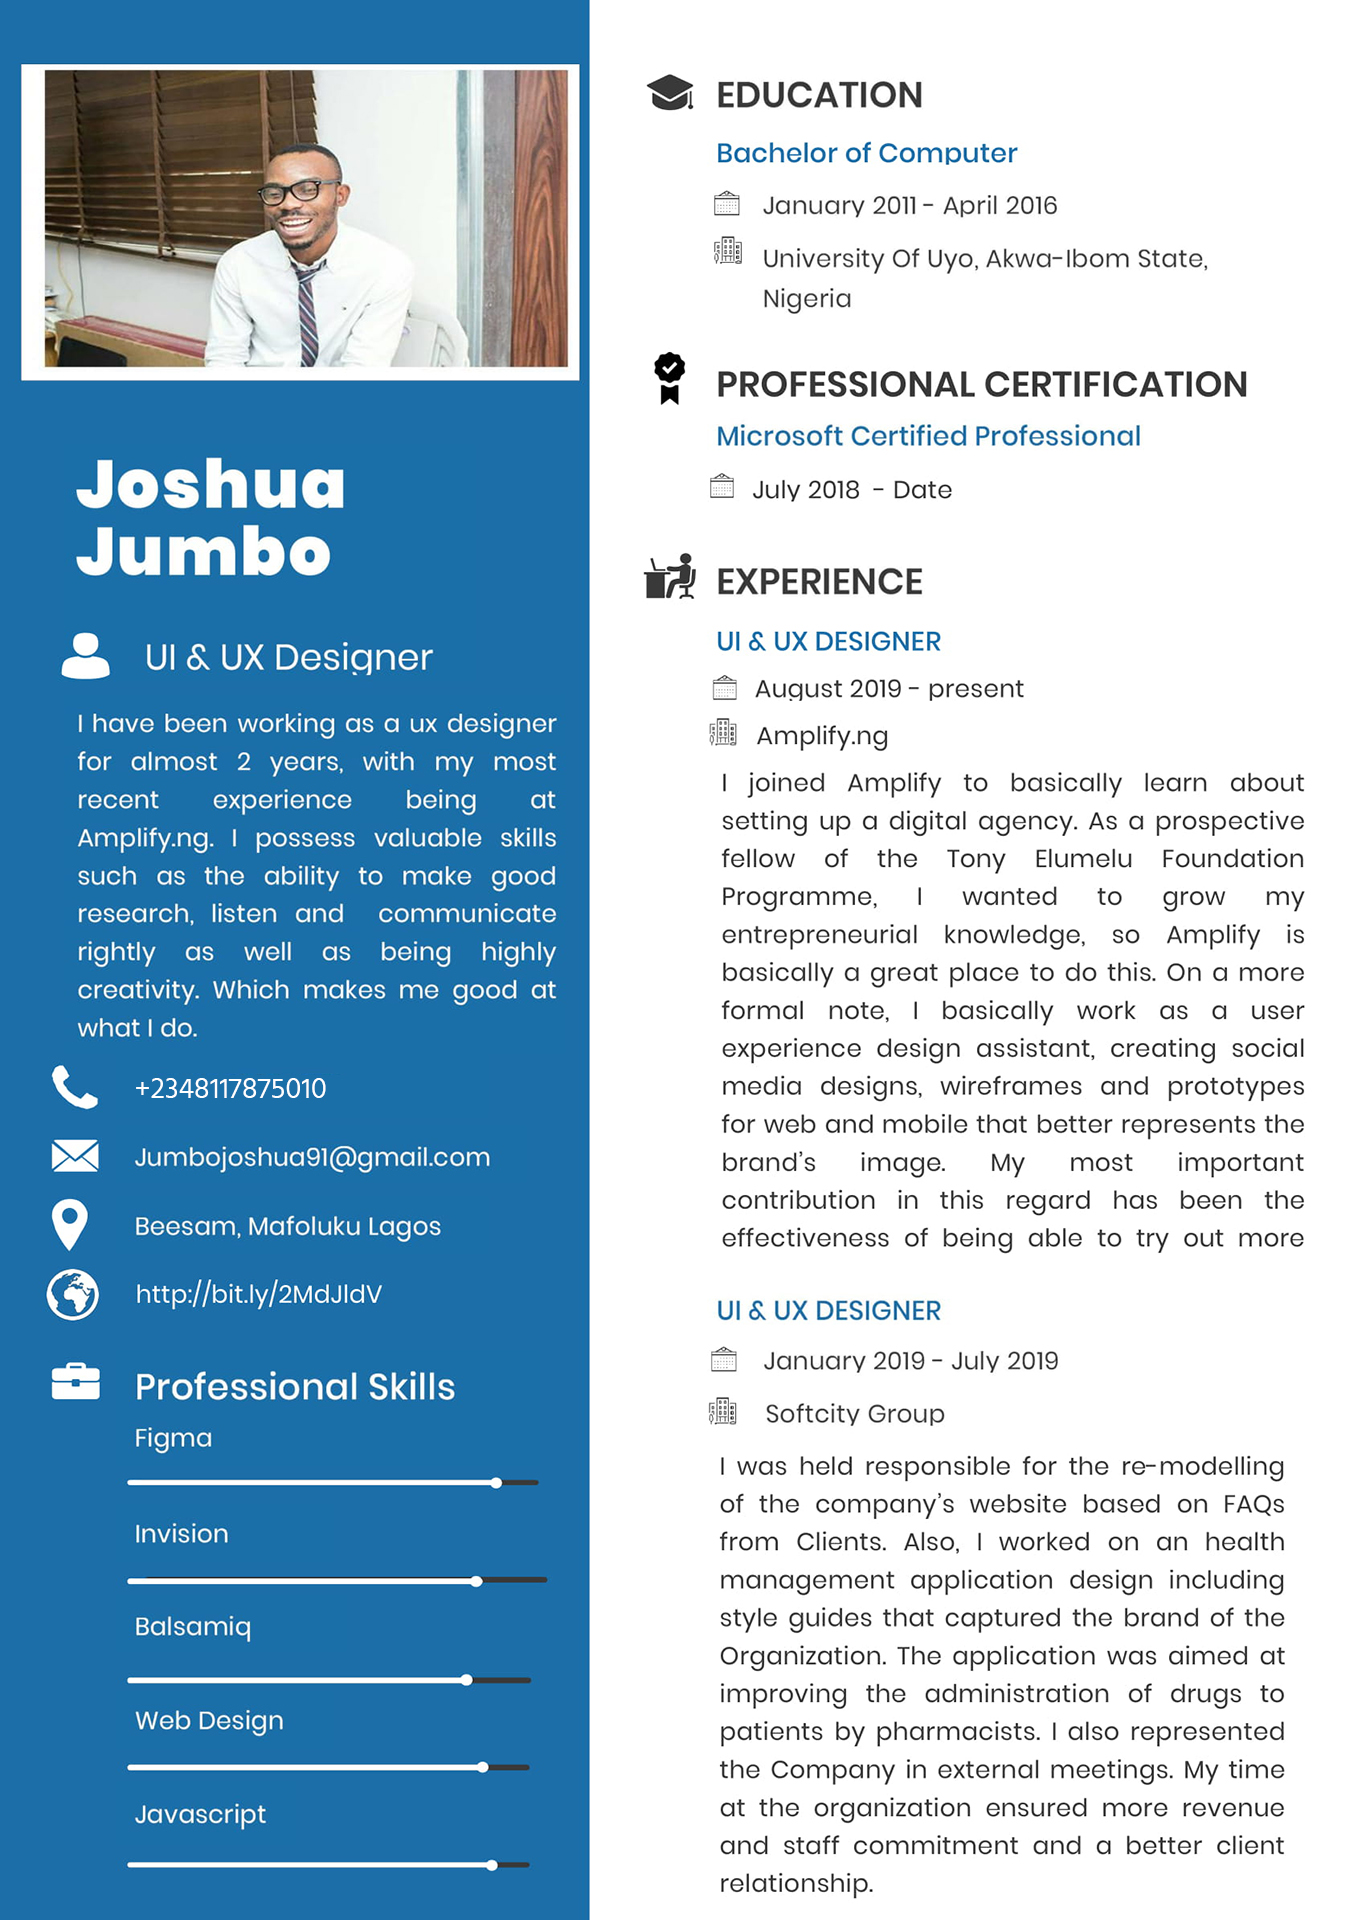 Joshua
Jumbo
UI & UX Designer
I have been working as a ux designer
for almost 2 years, with my most
recent experience being at
Amplify.ng. I possess valuable skills
such as the ability to make good
research, listen and communicate
rightly as well as being highly
creativity. Which makes me good at
what I do.
+2348117875010
Jumbojoshua91@gmail.com
Beesam, Mafoluku Lagos
http://bit.ly/2MdJldV
Professional Skills
Figma
Invision
Balsamiq
Web Design
Javascript
EDUCATION
Bachelor of Computer
January 2011 - April 2016
University Of Uyo, Akwa-Ibom State,
Nigeria
PROFESSIONAL CERTIFICATION
Microsoft Certified Professional
July 2018 - Date
EXPERIENCE
UI & UX DESIGNER
August 2019 - present
Amplify.ng
I joined Amplify to basically learn about
setting up a digital agency. As a prospective
fellow of the Tony Elumelu Foundation
Programme, I wanted to grow my
entrepreneurial knowledge, so Amplify is
basically a great place to do this. On a more
formal note, I basically work as a user
experience design assistant, creating social
media designs, wireframes and prototypes
for web and mobile that better represents the
brand's image. My most important
contribution in this regard has been the
effectiveness of being able to try out more
UI & UX DESIGNER
January 2019 - July 2019
Softcity Group
I was held responsible for the re-modelling
of the company's website based on FAQs
from Clients. Also, I worked on an health
management application design including
style guides that captured the brand of the
Organization. The application was aimed at
improving the administration of drugs to
patients by pharmacists. I also represented
the Company in external meetings. My time
at the organization ensured more revenue
and staff commitment and a better client
relationship.